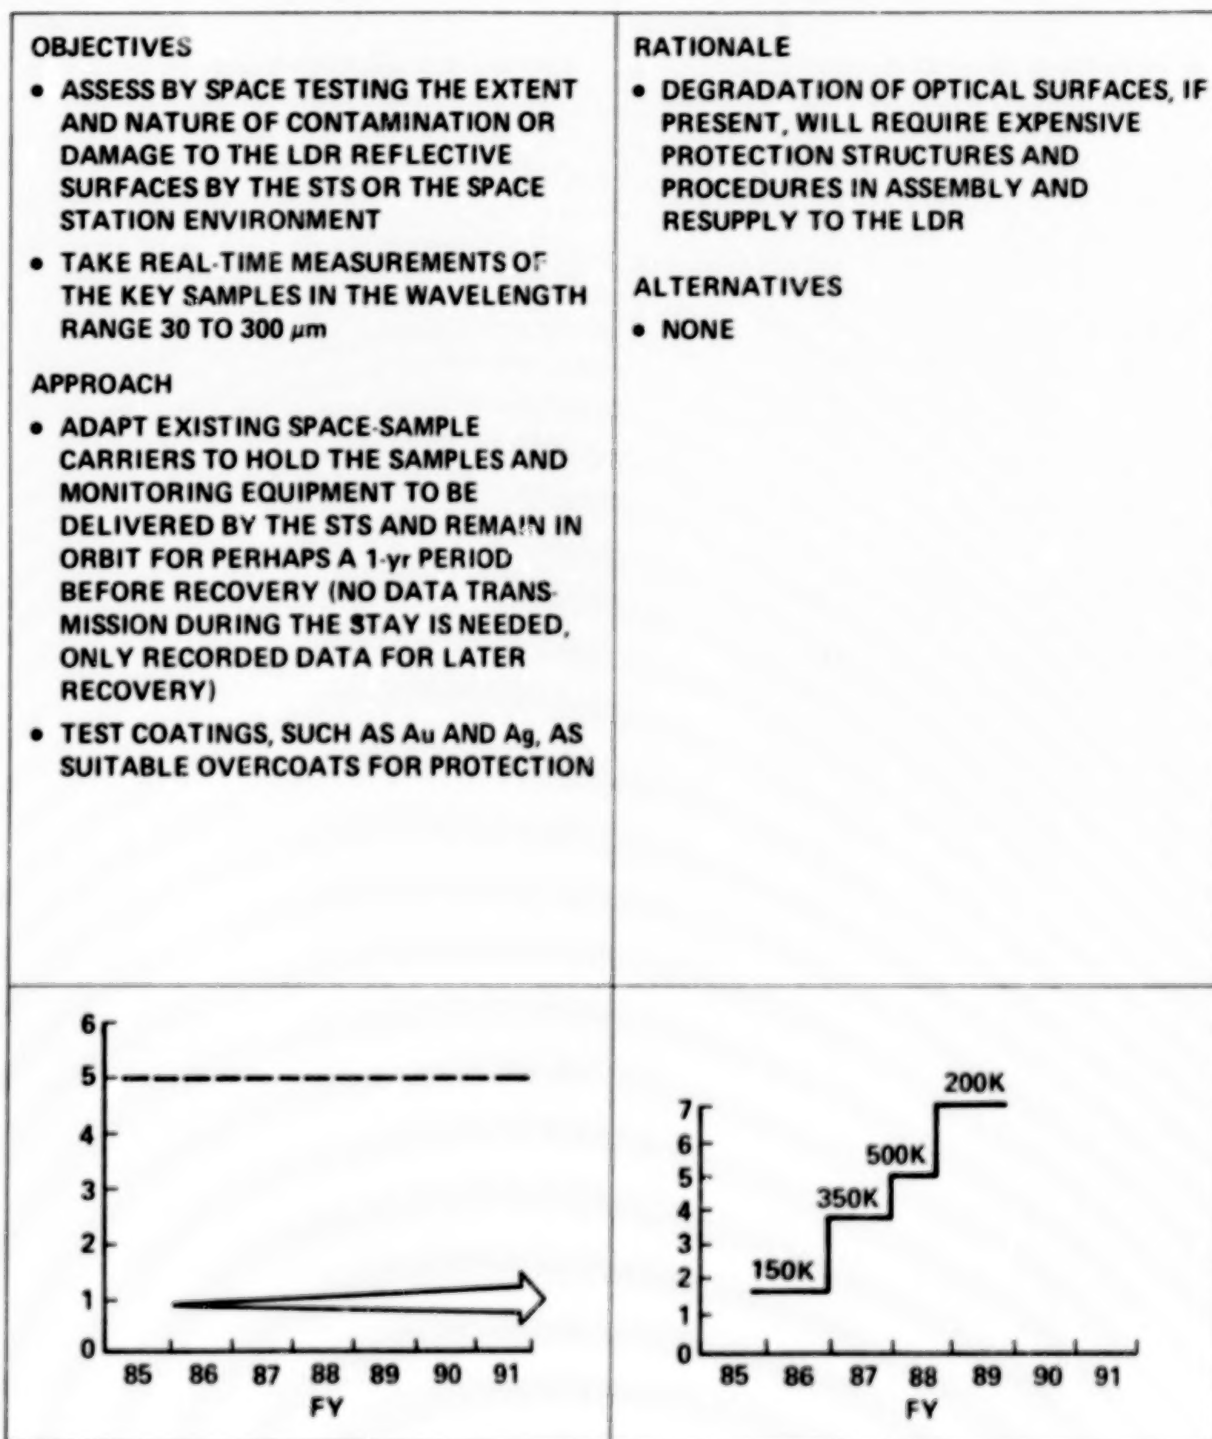 OBJECTIVES
• ASSESS BY SPACE TESTING THE EXTENT
AND NATURE OF CONTAMINATION OR
DAMAGE TO THE LDR REFLECTIVE
SURFACES BY THE STS OR THE SPACE
STATION ENVIRONMENT
• TAKE REAL-TIME MEASUREMENTS OF
THE KEY SAMPLES IN THE WAVELENGTH
RANGE 30 TO 300 μm
APPROACH
• ADAPT EXISTING SPACE-SAMPLE
CARRIERS TO HOLD THE SAMPLES AND
MONITORING EQUIPMENT TO BE
DELIVERED BY THE STS AND REMAIN IN
ORBIT FOR PERHAPS A 1-yr PERIOD
BEFORE RECOVERY (NO DATA TRANS-
MISSION DURING THE STAY IS NEEDED,
ONLY RECORDED DATA FOR LATER
RECOVERY)
• TEST COATINGS, SUCH AS Au AND Ag, AS
SUITABLE OVERCOATS FOR PROTECTION
RATIONALE
• DEGRADATION OF OPTICAL SURFACES, IF
PRESENT, WILL REQUIRE EXPENSIVE
PROTECTION STRUCTURES AND
PROCEDURES IN ASSEMBLY AND
RESUPPLY TO THE LDR
ALTERNATIVES
• NONE
6
5
4
3
2
1
0
85 86 87 88 89 90 91
FY
200K
7
6
500K
5
350K
4
3
150K
2
1
0
85 86 87 88 89 90 91
FY